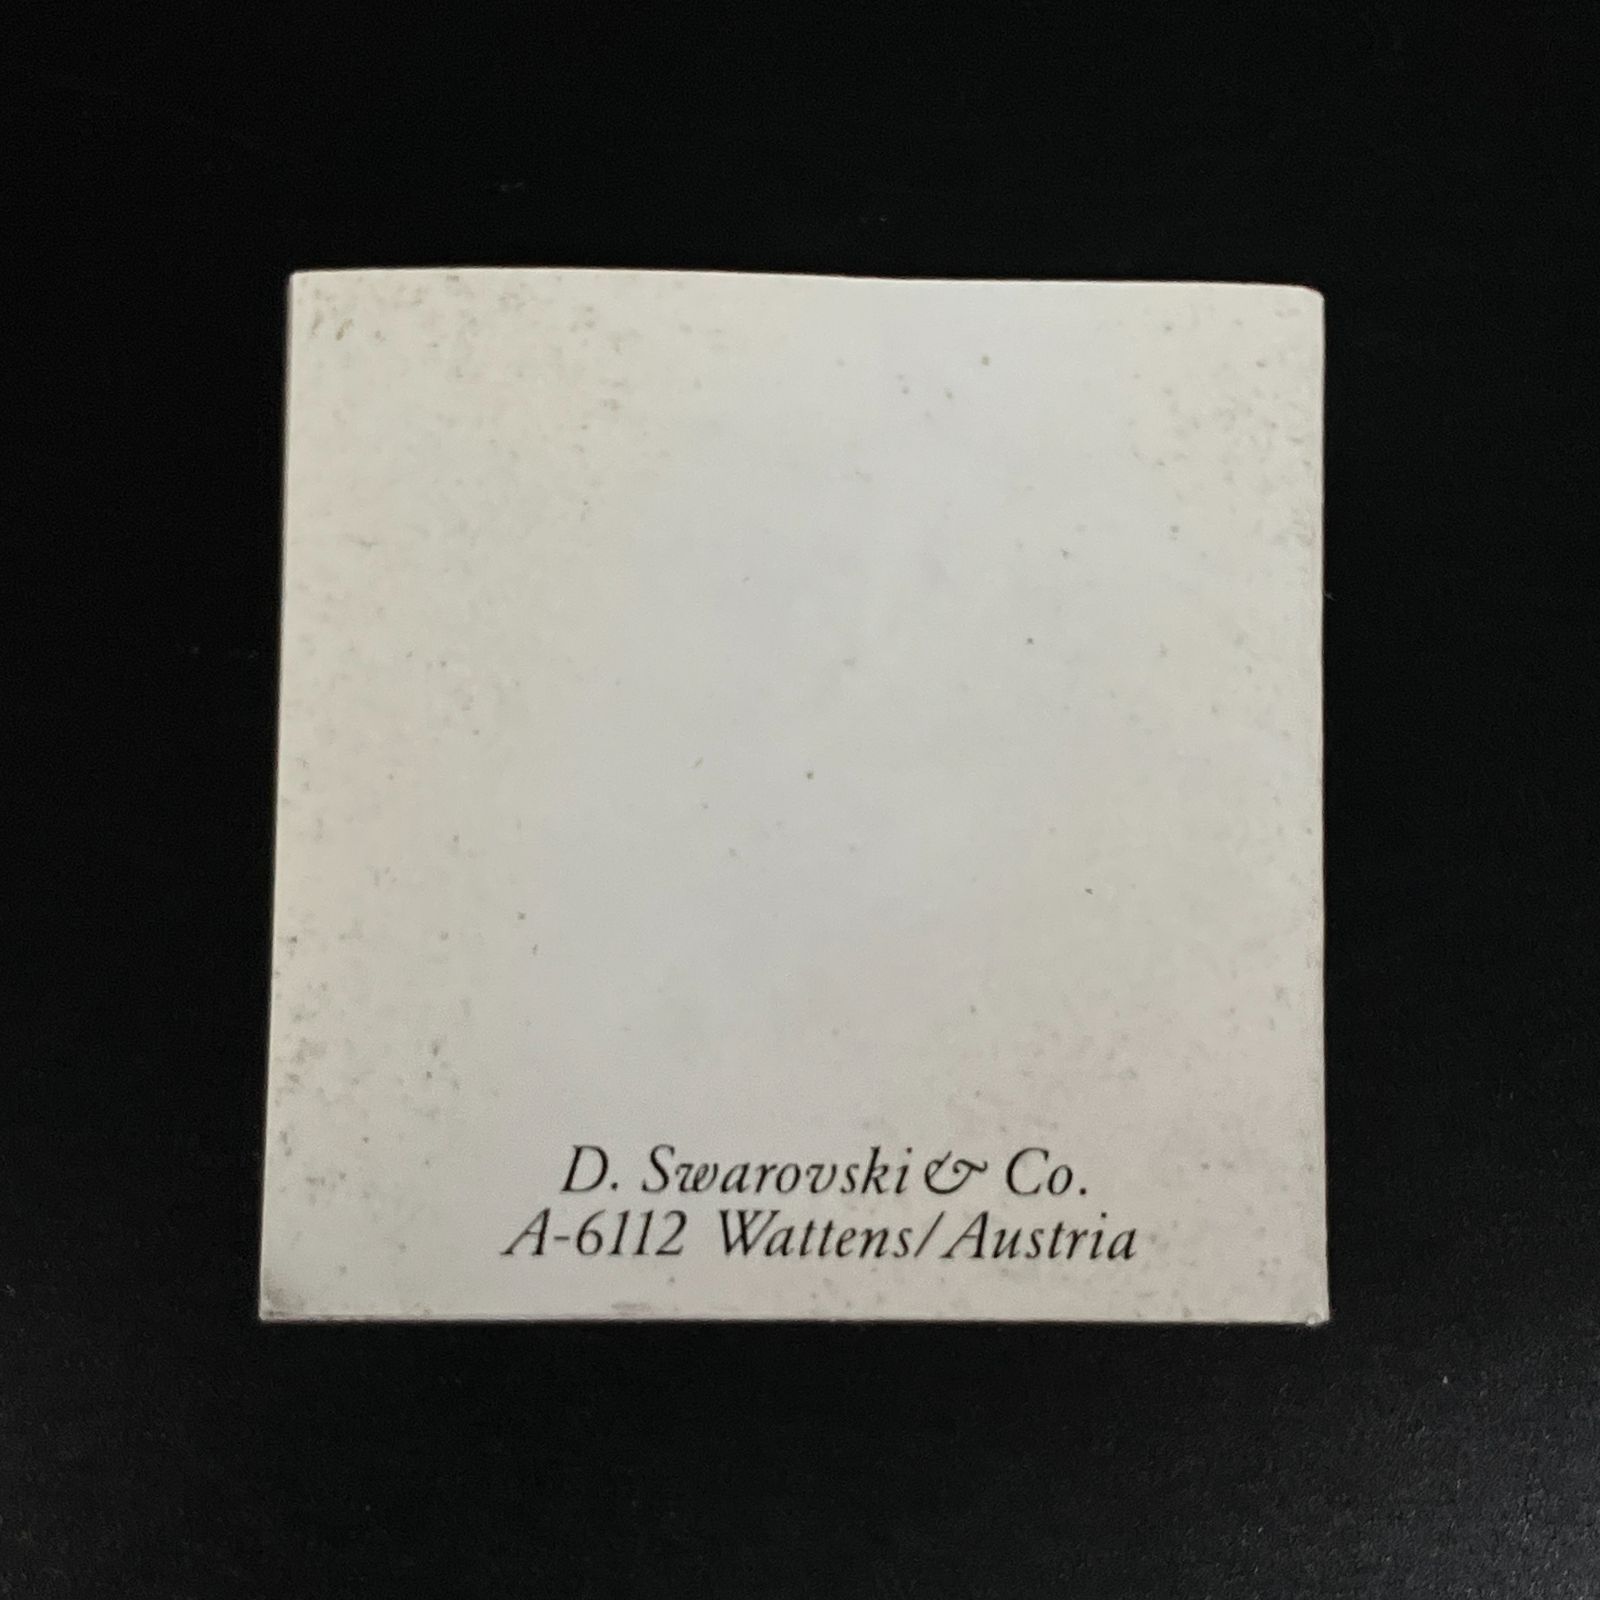 D. Swarovski & Co.
A-6112 Wattens/Austria